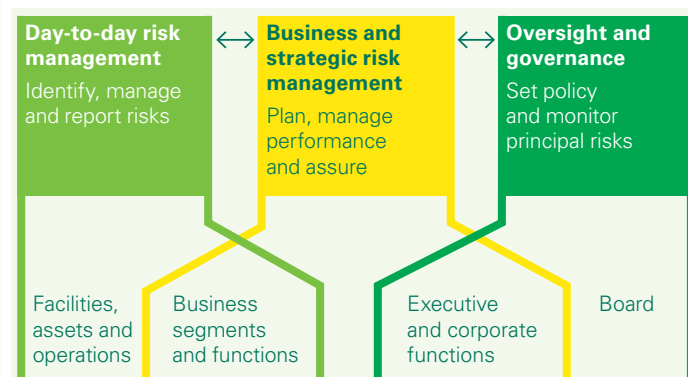 Day-to-day risk
management
Identify, manage
and report risks
Business and
strategic risk
management
Plan, manage
performance
and assure
Oversight and
governance
Set policy
and monitor
principal risks
Facilities,
assets and
operations
Business
segments
and functions
Executive
and corporate
functions
Board